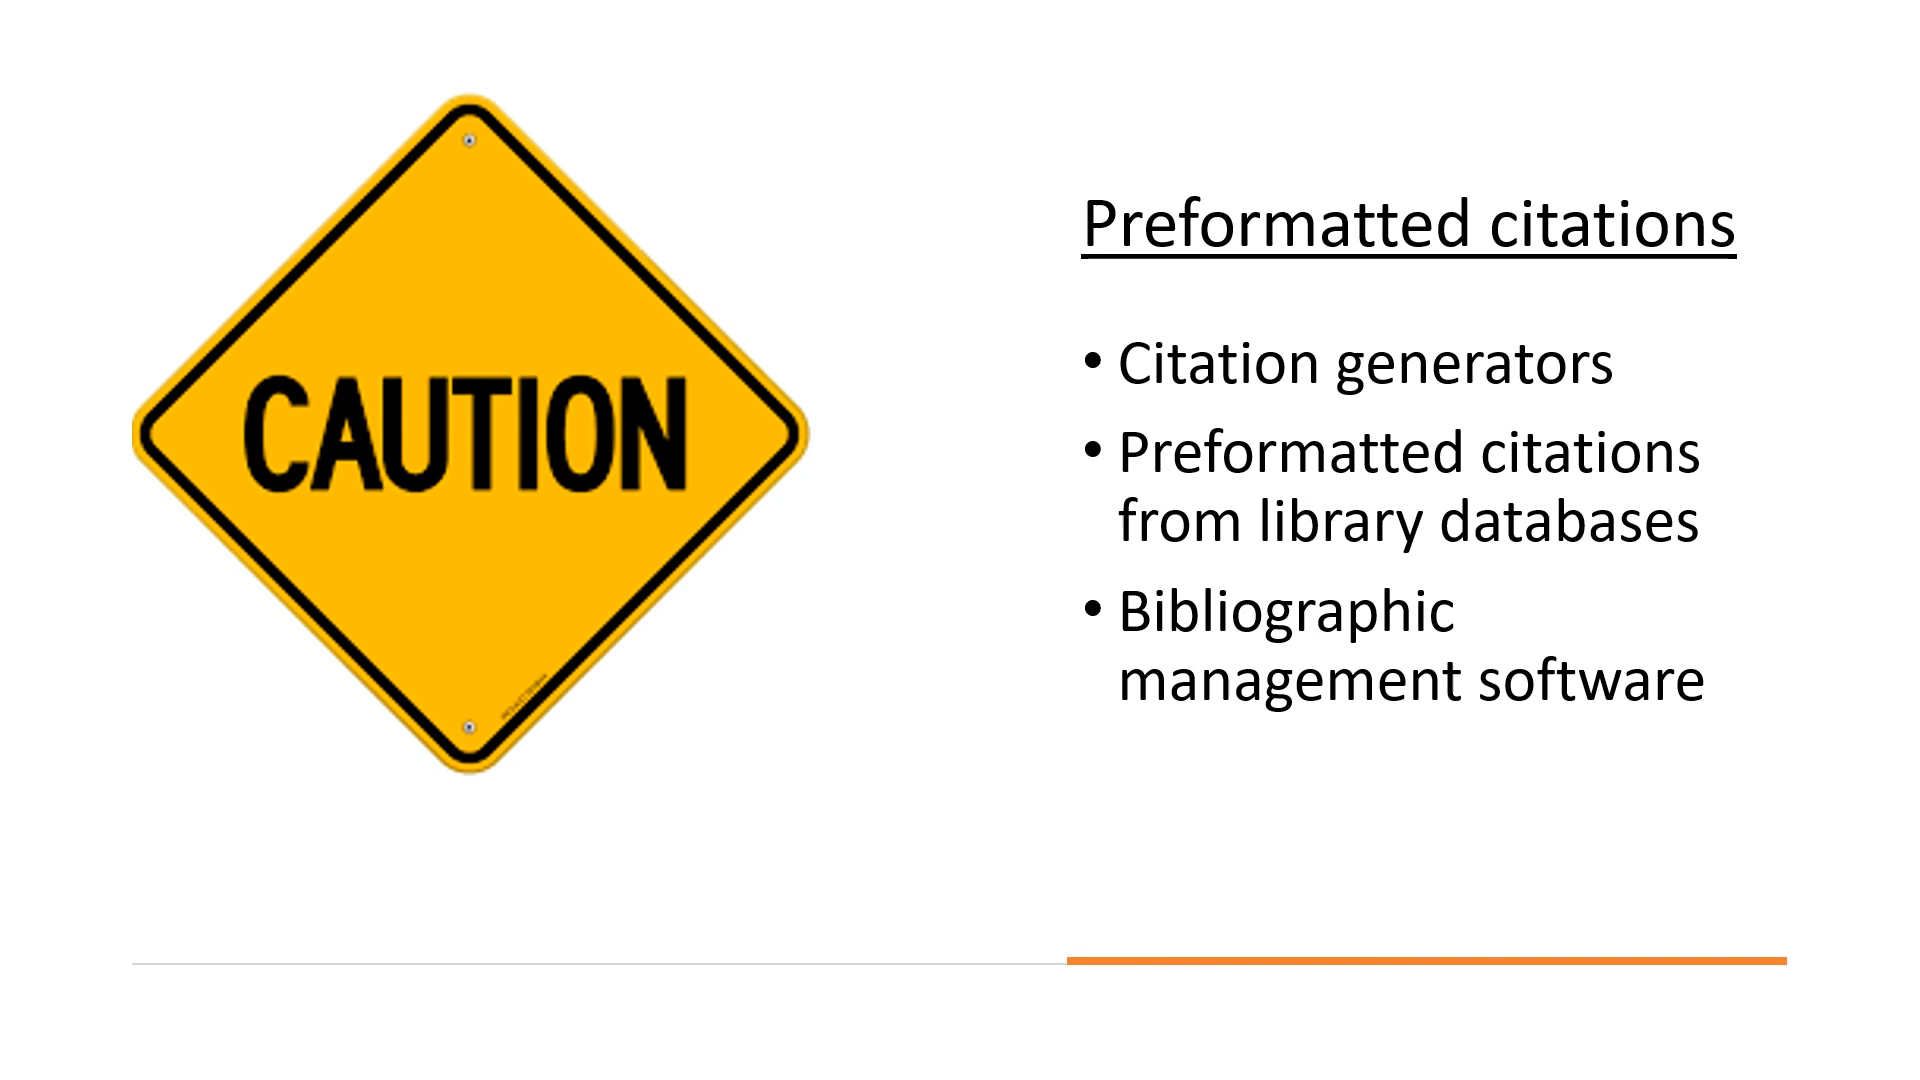 CAUTION
Preformatted citations
• Citation generators
• Preformatted citations
from library databases
• Bibliographic
management software